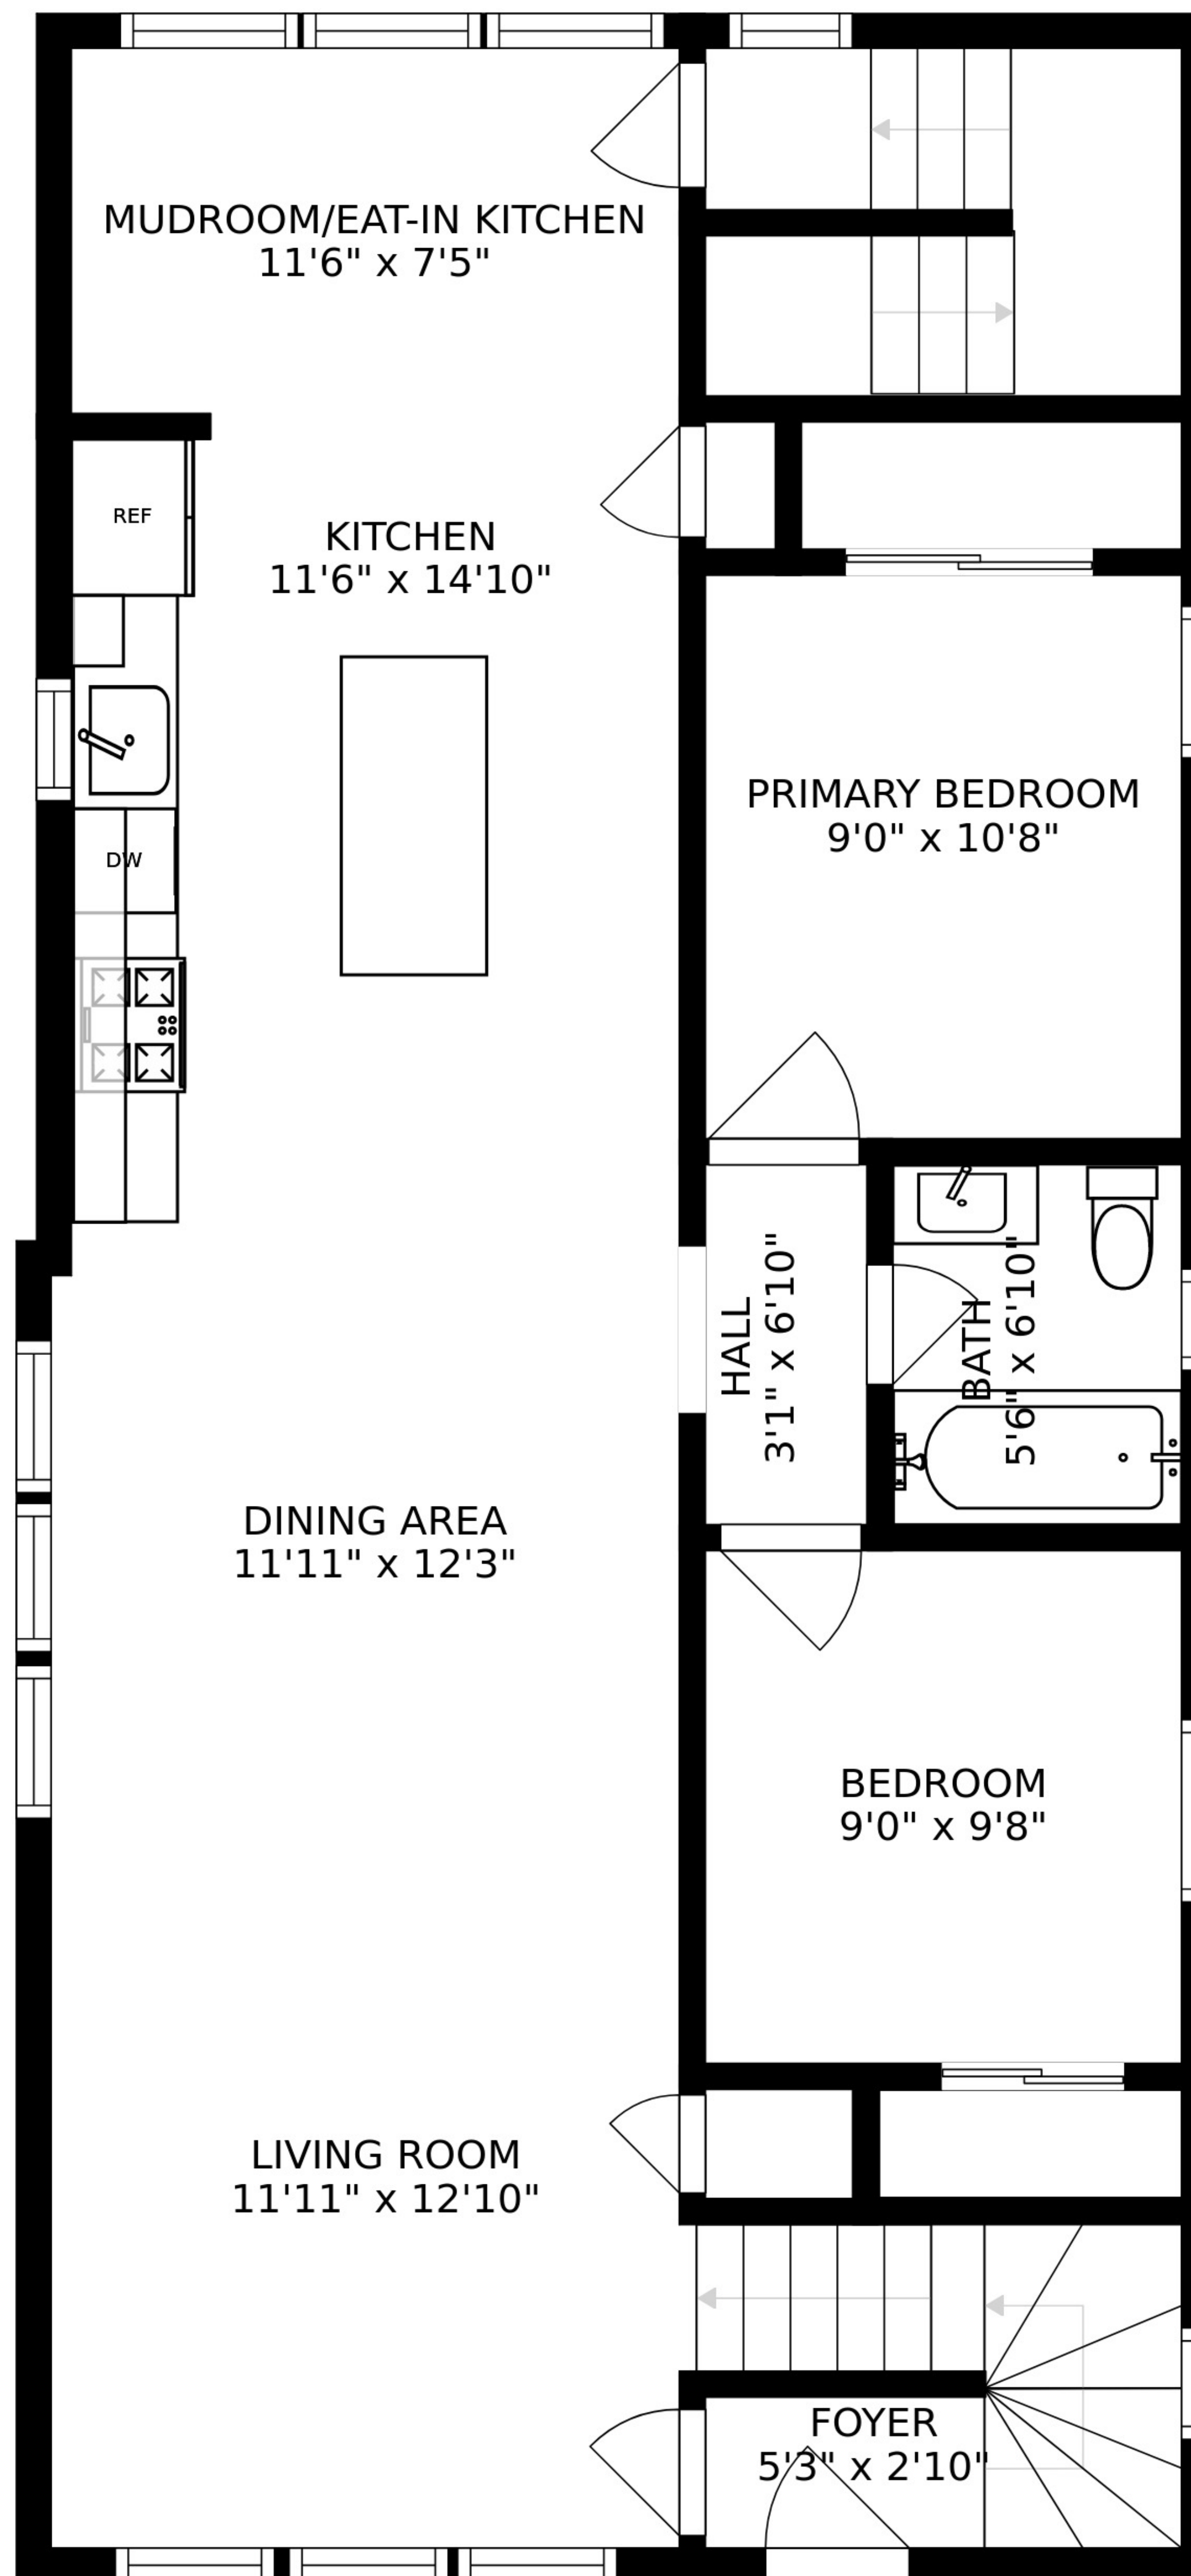 MUDROOM/EAT-IN KITCHEN
11'6" x 7'5"
REF
KITCHEN
11'6" x 14'10"
PRIMARY BEDROOM
9'0" x 10'8"
DW
HALL
3'1" x 6'10"
BATH
5'6" x 6'10"
DINING AREA
11'11" x 12'3"
BEDROOM
9'0" x 9'8"
LIVING ROOM
11'11" x 12'10"
FOYER
5'3" x 2'10"